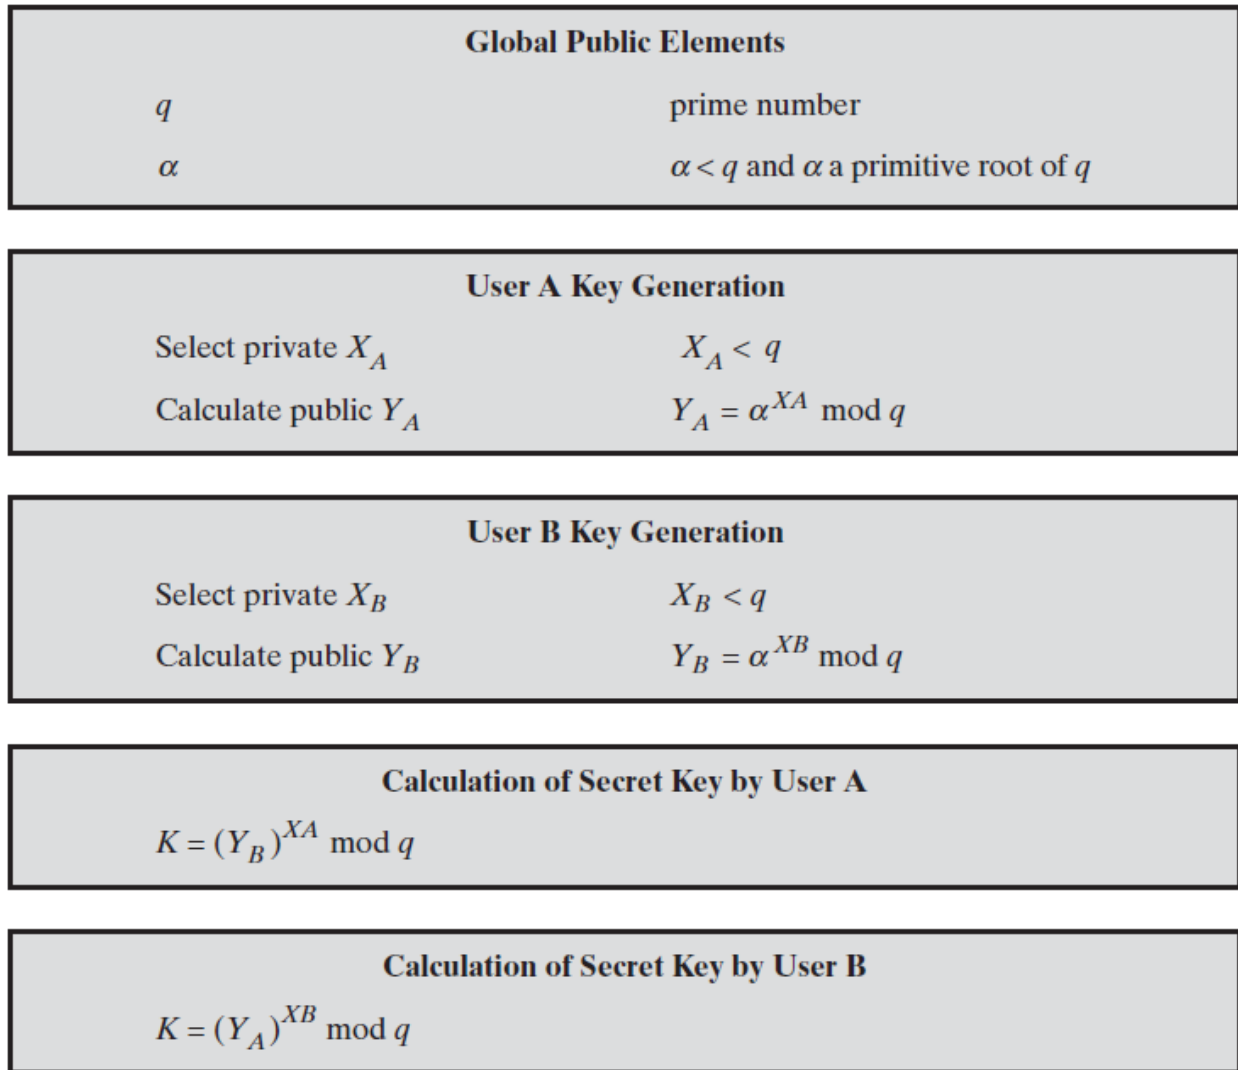 Global Public Elements
q prime number
α α < q and α a primitive root of q
User A Key Generation
Select private X_A X_A < q
Calculate public Y_A Y_A = α^XA mod q
User B Key Generation
Select private X_B X_B < q
Calculate public Y_B Y_B = α^XB mod q
Calculation of Secret Key by User A
K = (Y_B)^XA mod q
Calculation of Secret Key by User B
K = (Y_A)^XB mod q